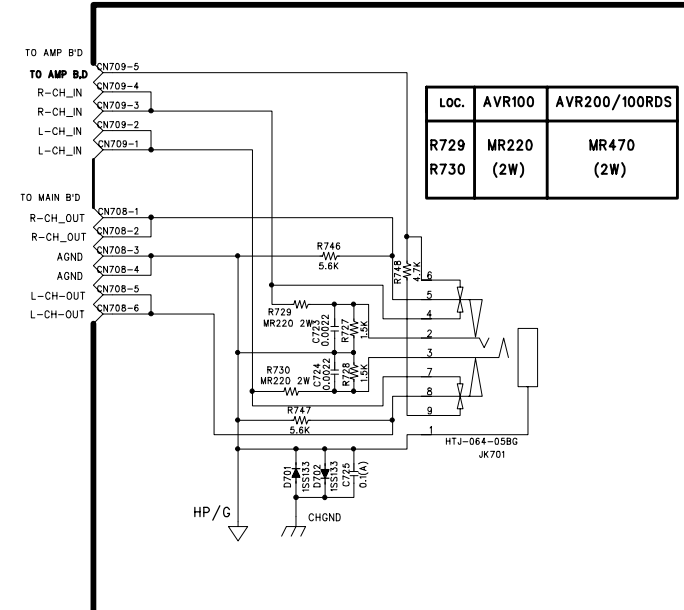 TO AMP B'D
CN709-5
TO AMP B,D
CN709-4
R-CH_IN
CN709-3
R-CH_IN
CN709-2
L-CH_IN
CN709-1
L-CH_IN
LOC. AVR100 AVR200/100RDS
R729 MR220 MR470
R730 (2W) (2W)
TO MAIN B'D
CN708-1
R-CH_OUT
CN708-2
R-CH_OUT
CN708-3
AGND
CN708-4
AGND
CN708-5
L-CH-OUT
CN708-6
L-CH-OUT
R746
5.6K
R748
4.7K
6
5
4
R729
MR220 2W
C723
0.0022
R727
1.5K
2
3
R730
MR220 2W
C724
0.0022
R728
1.5K
7
8
9
R747
5.6K
1
HTJ-064-05BG
JK701
D701
1SS133
D702
1SS133
C725
0.1(A)
HP/G
CHGND